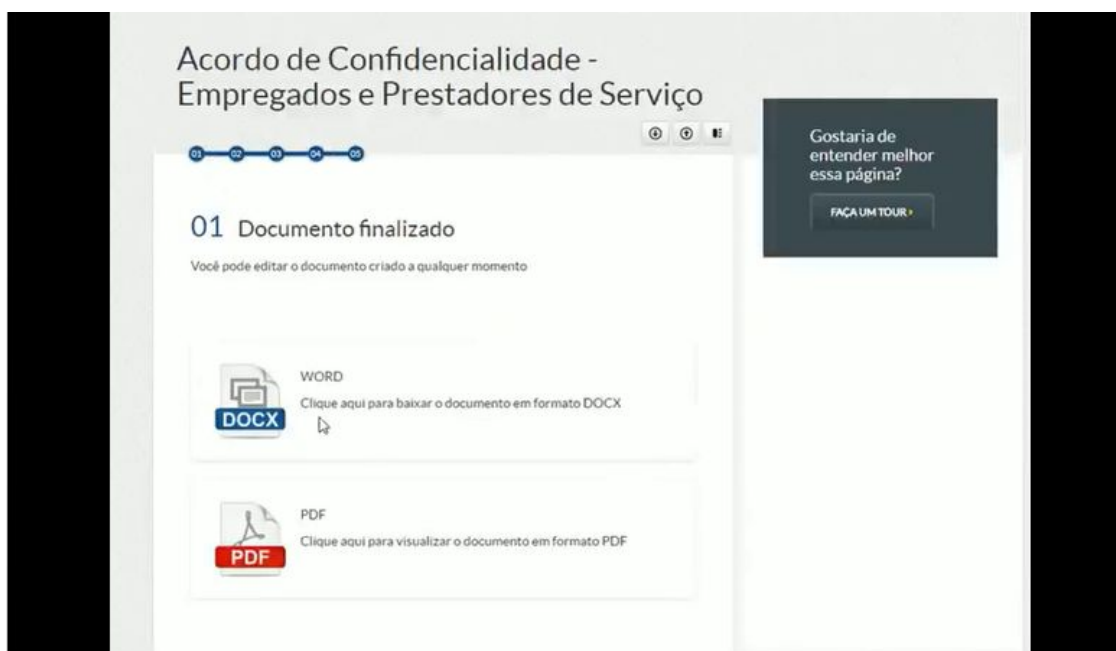 Acordo de Confidencialidade -
Empregados e Prestadores de Serviço
01 02 03 04 05
Gostaria de
entender melhor
essa página?
FAÇA UM TOUR
01 Documento finalizado
Você pode editar o documento criado a qualquer momento
WORD
Clique aqui para baixar o documento em formato DOCX
DOCX
PDF
Clique aqui para visualizar o documento em formato PDF
PDF